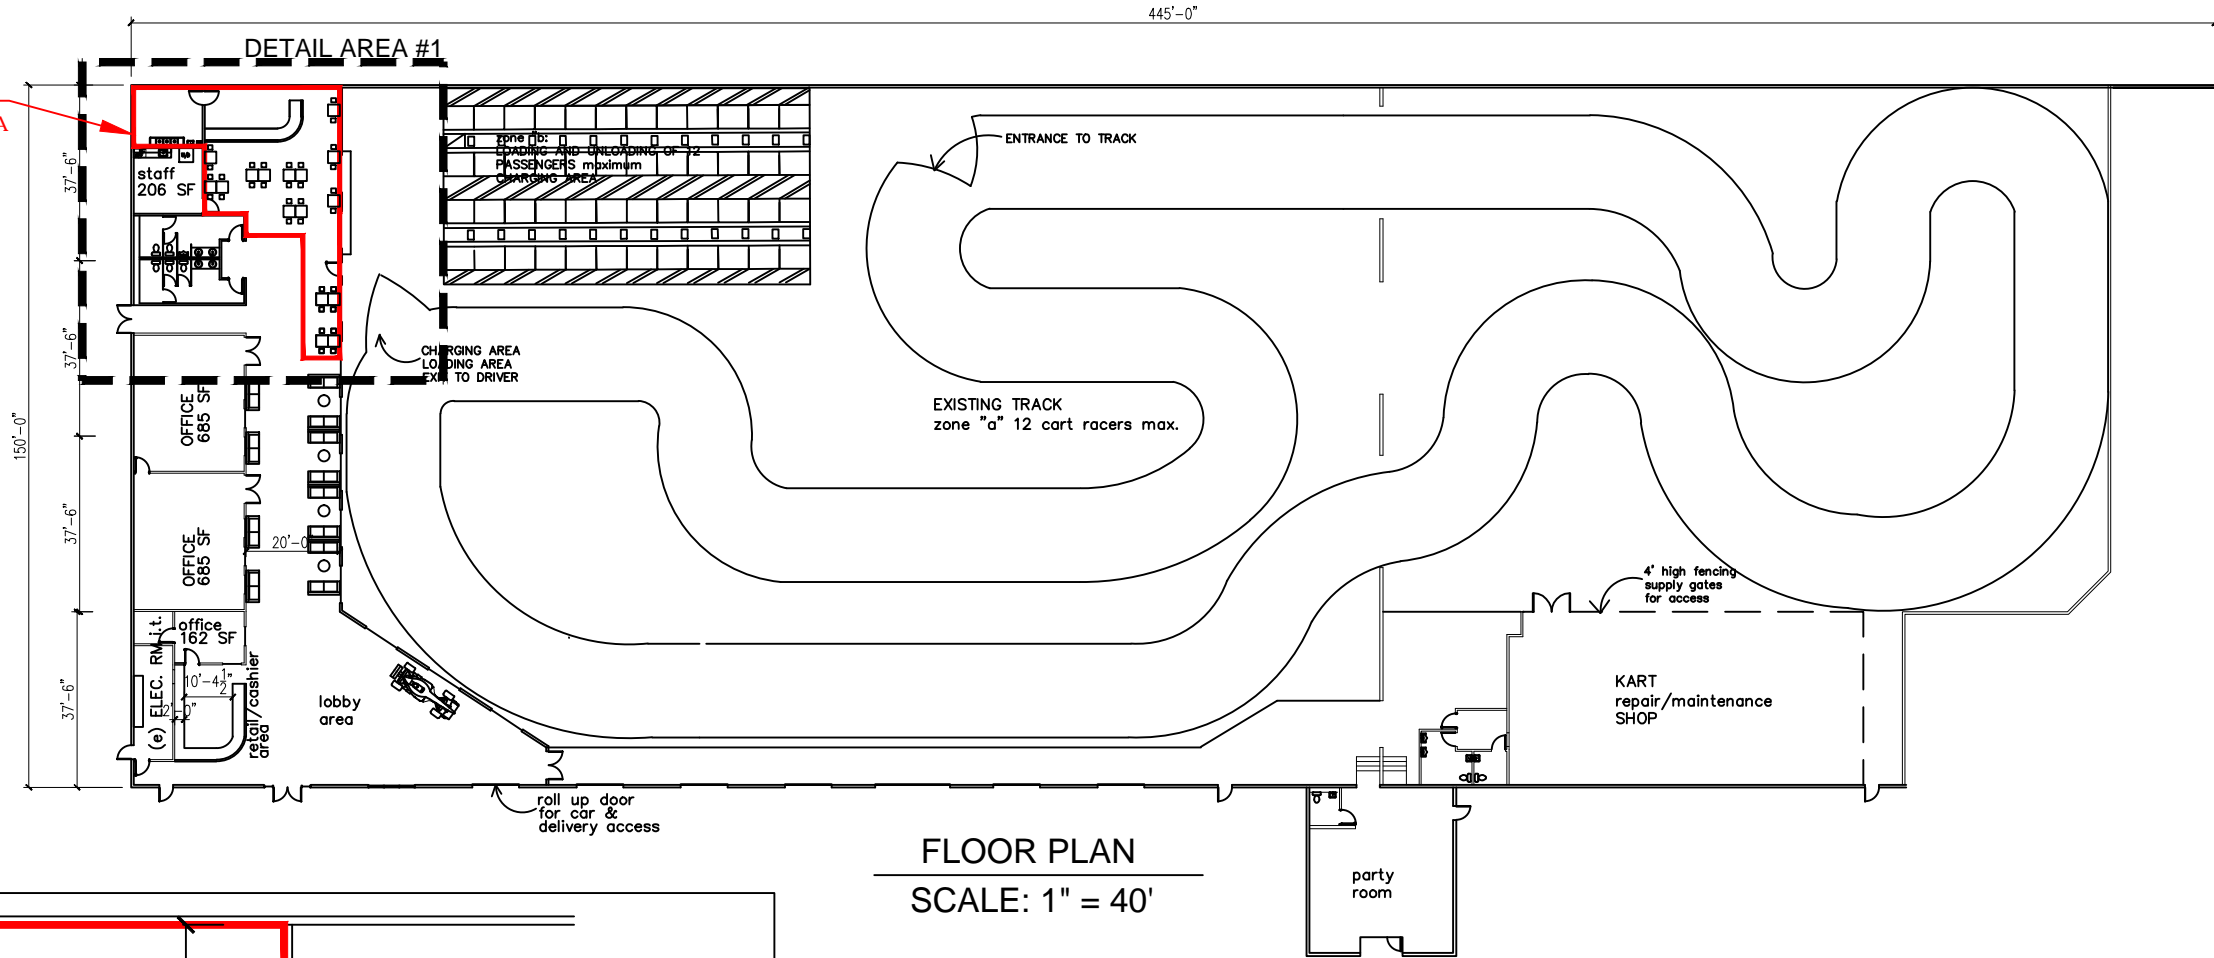 445'-0"
DETAIL AREA #1
A
zone "b:
LOADING AND UNLOADING OF 12
PASSENGERS maximum
CHARGING AREA
ENTRANCE TO TRACK
staff
206 SF
37'-6"
37'-6"
CHARGING AREA
LOADING AREA
EXIT TO DRIVER
OFFICE
685 SF
EXISTING TRACK
zone "a" 12 cart racers max.
150'-0"
37'-6"
OFFICE
685 SF
20'-0
4' high fencing
supply gates
for access
office
162 SF
(e) ELEC. RM
i.t.
10'-4 1/2"
2'-0"
retail/cashier
area
37'-6"
lobby
area
KART
repair/maintenance
SHOP
roll up door
for car &
delivery access
FLOOR PLAN
SCALE: 1" = 40'
party
room